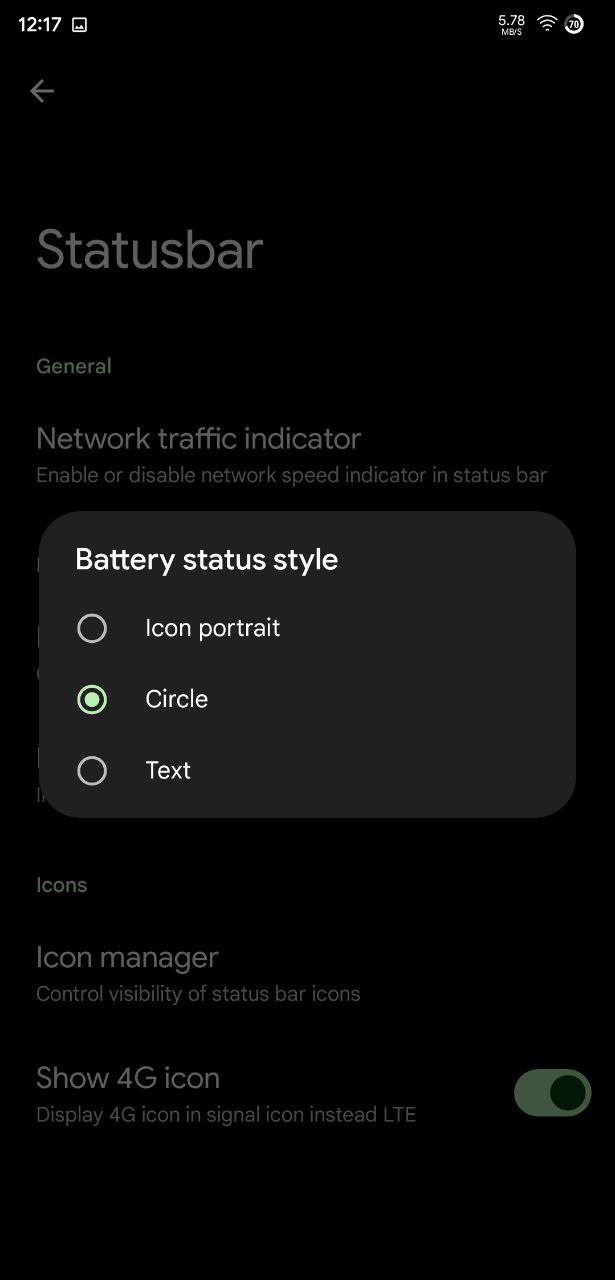 12:17
5.78
MB/S
70
Statusbar
General
Network traffic indicator
Enable or disable network speed indicator in status bar
Battery status style
Icon portrait
Circle
Text
Icons
Icon manager
Control visibility of status bar icons
Show 4G icon
Display 4G icon in signal icon instead LTE